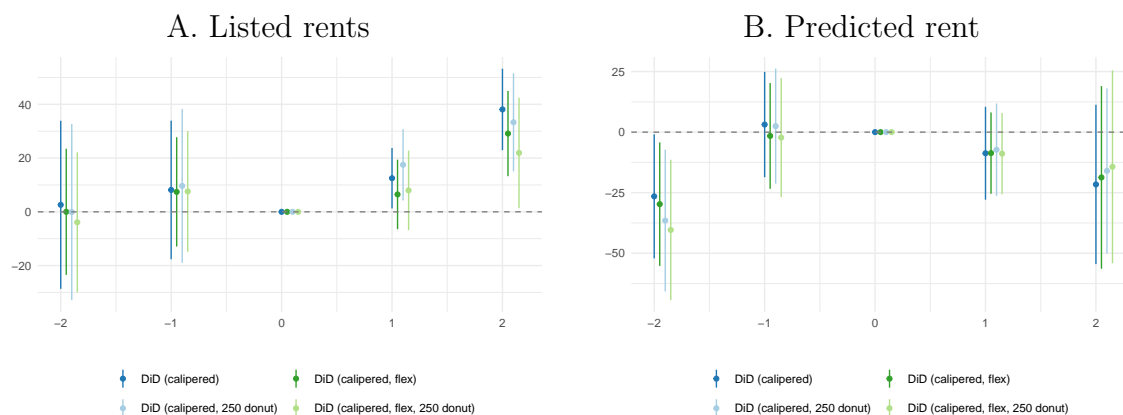 A. Listed rents
40
20
0
−20
−2
−1
0
1
2
DiD (calipered)
DiD (calipered, flex)
DiD (calipered, 250 donut)
DiD (calipered, flex, 250 donut)
B. Predicted rent
25
0
−25
−50
−2
−1
0
1
2
DiD (calipered)
DiD (calipered, flex)
DiD (calipered, 250 donut)
DiD (calipered, flex, 250 donut)